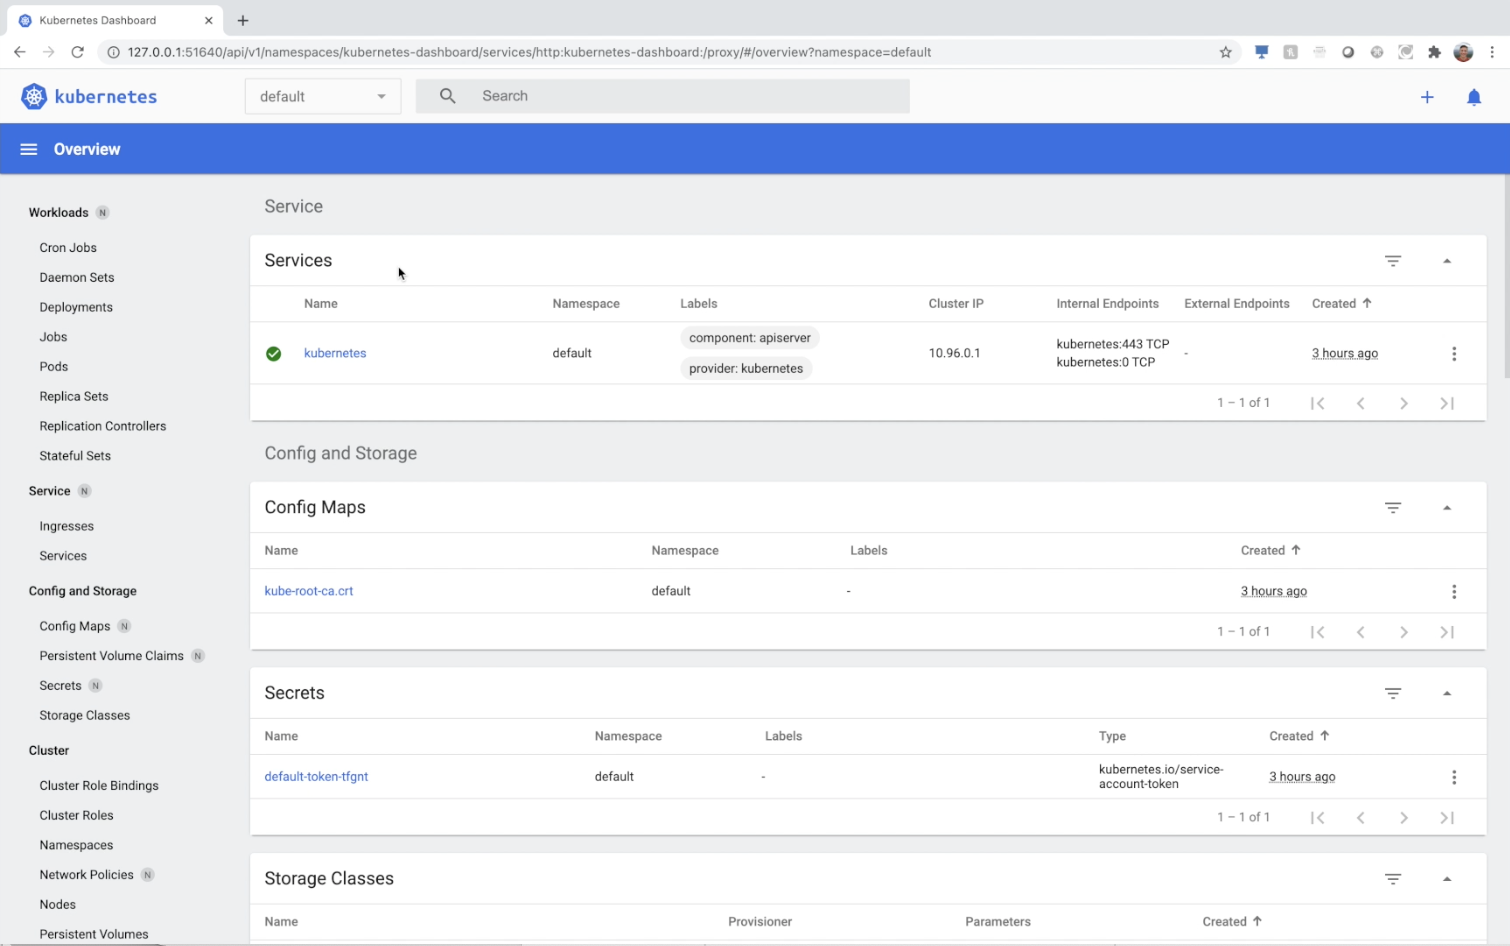 Kubernetes Dashboard
127.0.0.1:51640/api/v1/namespaces/kubernetes-dashboard/services/http:kubernetes-dashboard:/proxy/#/overview?namespace=default
kubernetes
default
Search
Overview
Workloads N
Cron Jobs
Daemon Sets
Deployments
Jobs
Pods
Replica Sets
Replication Controllers
Stateful Sets
Service N
Ingresses
Services
Config and Storage
Config Maps N
Persistent Volume Claims N
Secrets N
Storage Classes
Cluster
Cluster Role Bindings
Cluster Roles
Namespaces
Network Policies N
Nodes
Persistent Volumes
Service
Services
Name Namespace Labels Cluster IP Internal Endpoints External Endpoints Created
kubernetes default component: apiserver provider: kubernetes 10.96.0.1 kubernetes:443 TCP kubernetes:0 TCP - 3 hours ago
1 – 1 of 1
Config and Storage
Config Maps
Name Namespace Labels Created
kube-root-ca.crt default - 3 hours ago
1 – 1 of 1
Secrets
Name Namespace Labels Type Created
default-token-tfgnt default - kubernetes.io/service-account-token 3 hours ago
1 – 1 of 1
Storage Classes
Name Provisioner Parameters Created